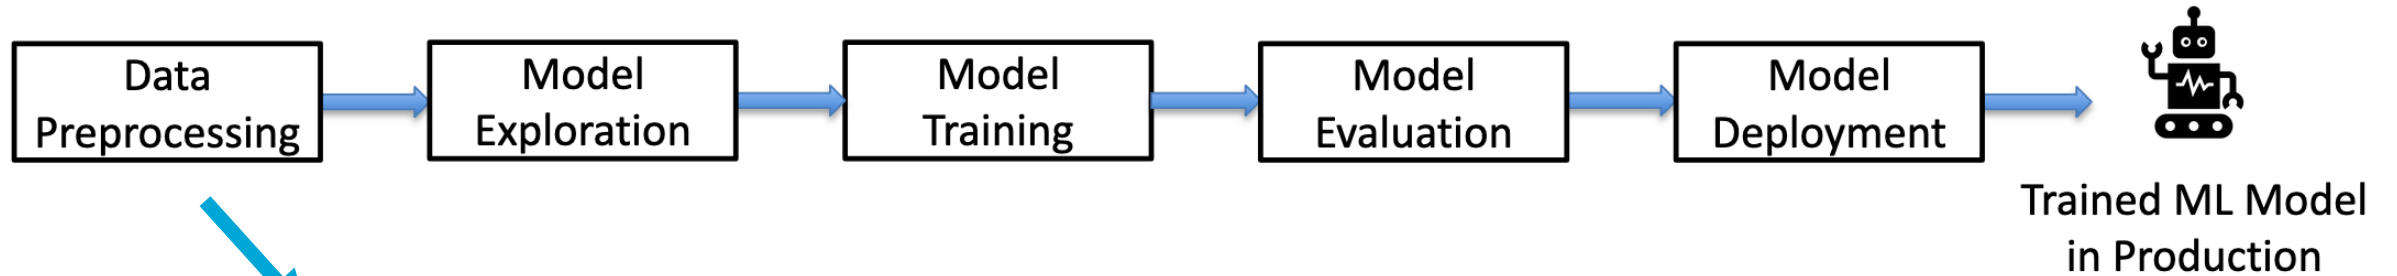 Data
Preprocessing
Model
Exploration
Model
Training
Model
Evaluation
Model
Deployment
Trained ML Model
in Production